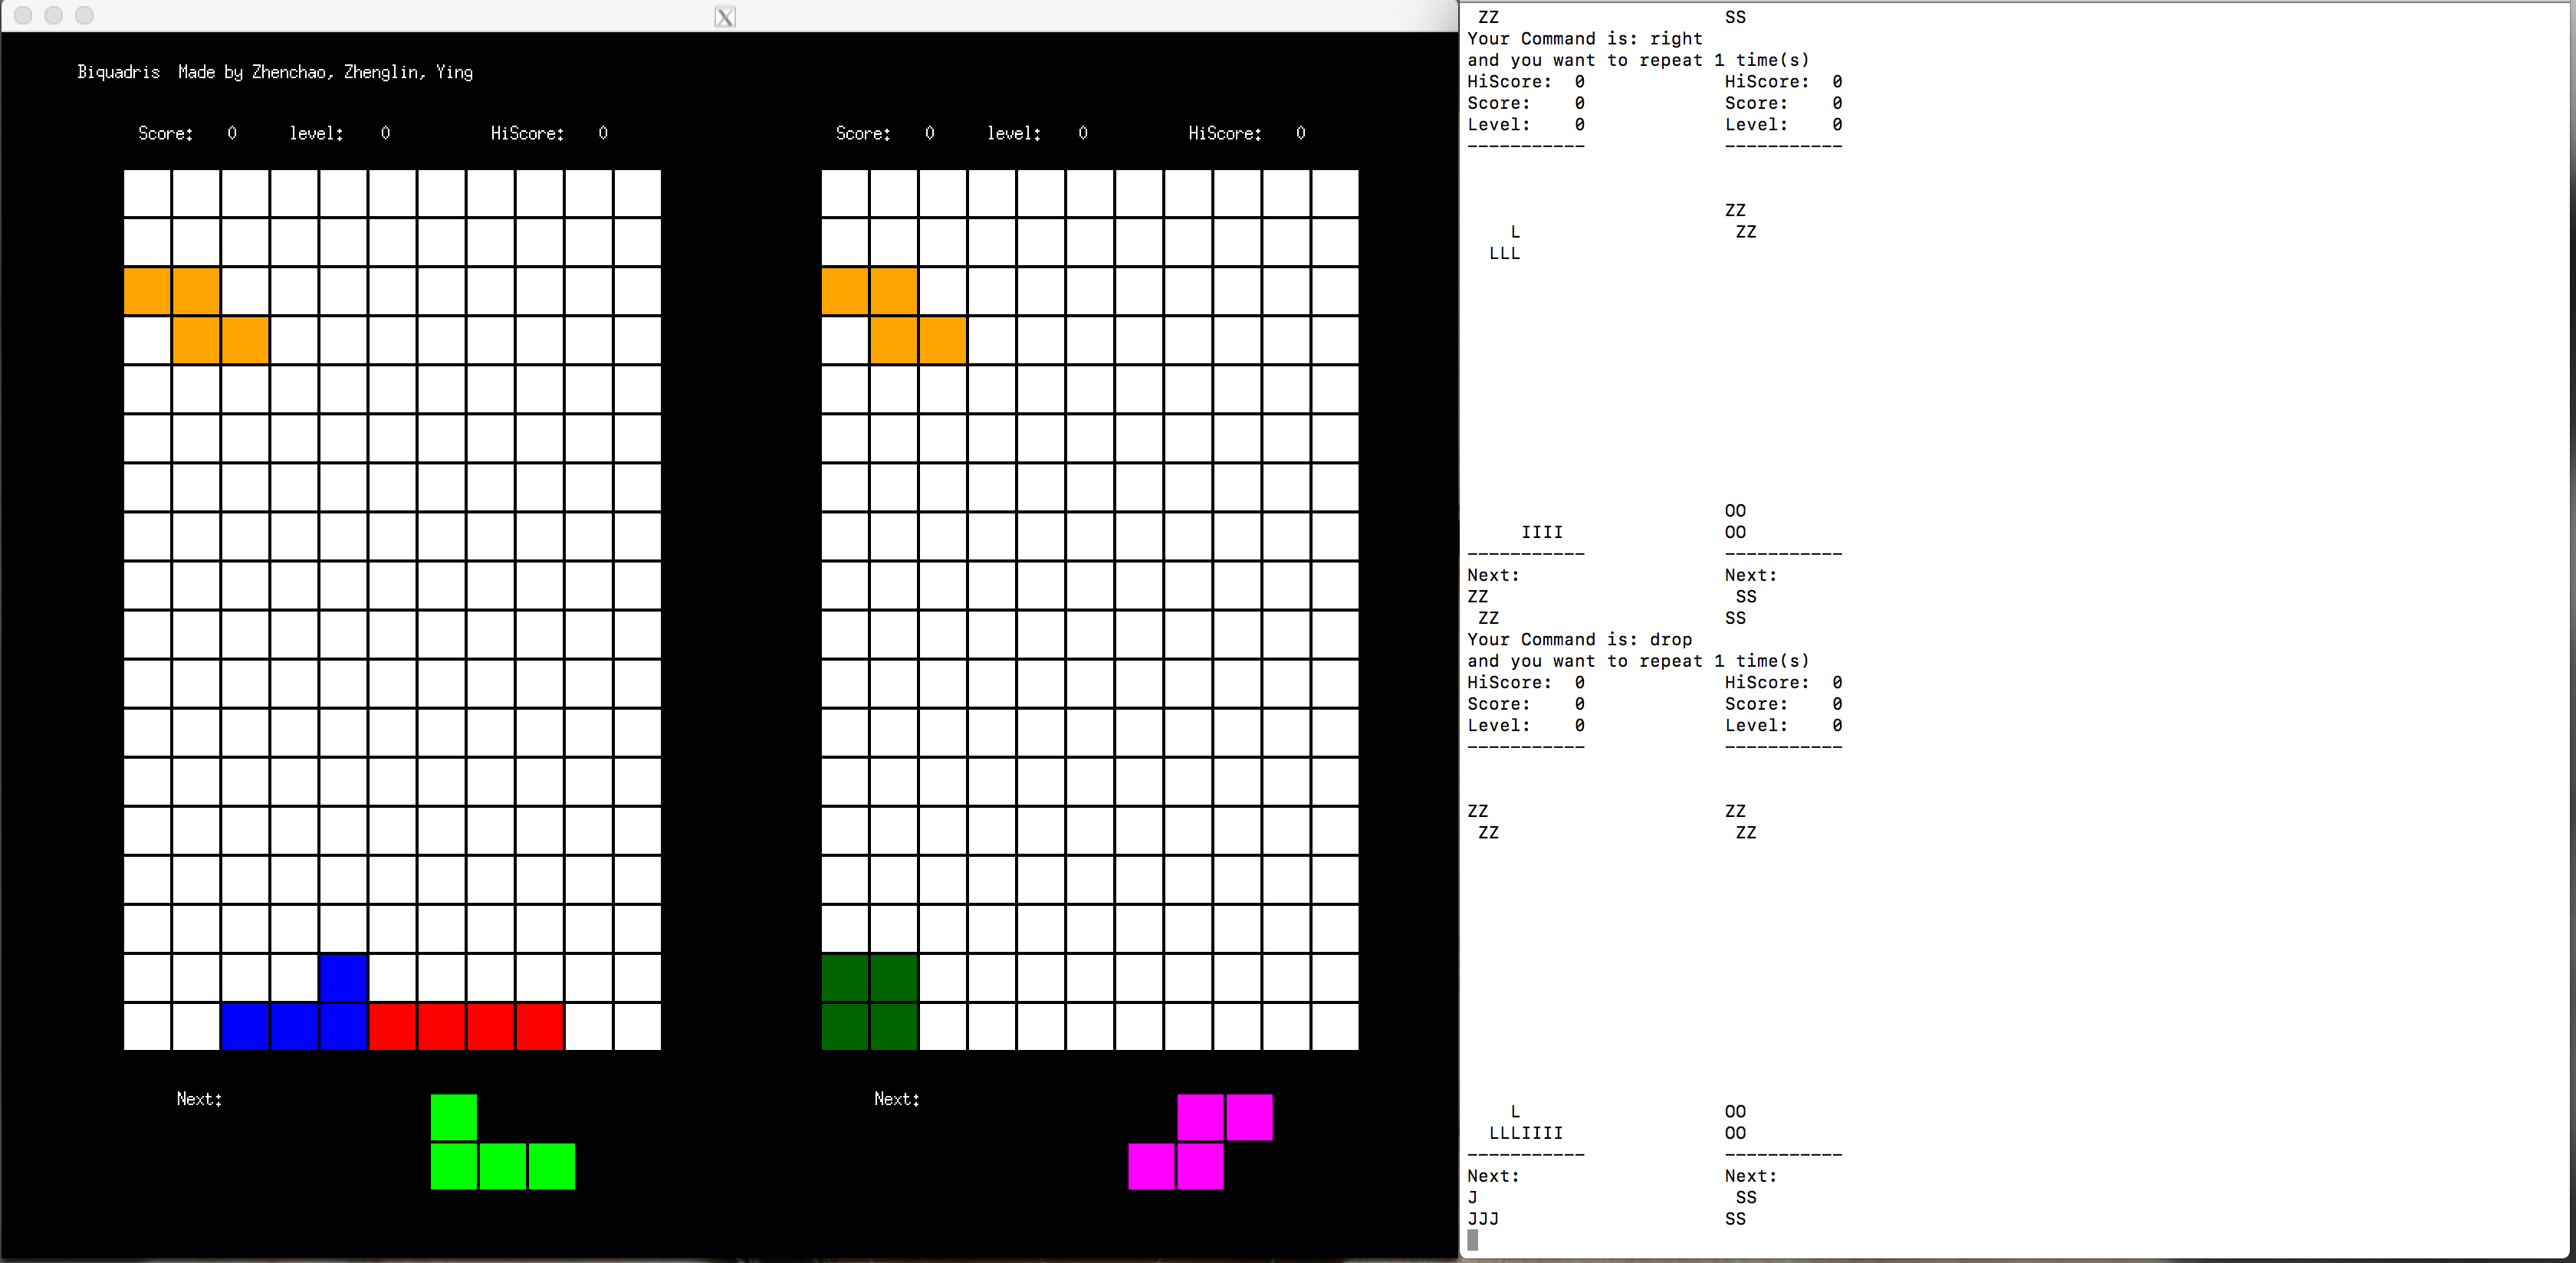 Biquadris  Made by Zhenchao, Zhenglin, Ying
Score:   0      level:    0            HiScore:    0
Score:   0      level:    0            HiScore:    0
Next:
Next:
 ZZ                     SS
Your Command is: right
and you want to repeat 1 time(s)
HiScore:  0             HiScore:  0
Score:    0             Score:    0
Level:    0             Level:    0
-----------             -----------
                        ZZ
    L                    ZZ
  LLL
                        OO
     IIII               OO
-----------             -----------
Next:                   Next:
ZZ                       SS
 ZZ                     SS
Your Command is: drop
and you want to repeat 1 time(s)
HiScore:  0             HiScore:  0
Score:    0             Score:    0
Level:    0             Level:    0
-----------             -----------
ZZ                      ZZ
 ZZ                      ZZ
    L                   OO
  LLLIIII               OO
-----------             -----------
Next:                   Next:
J                        SS
JJJ                     SS